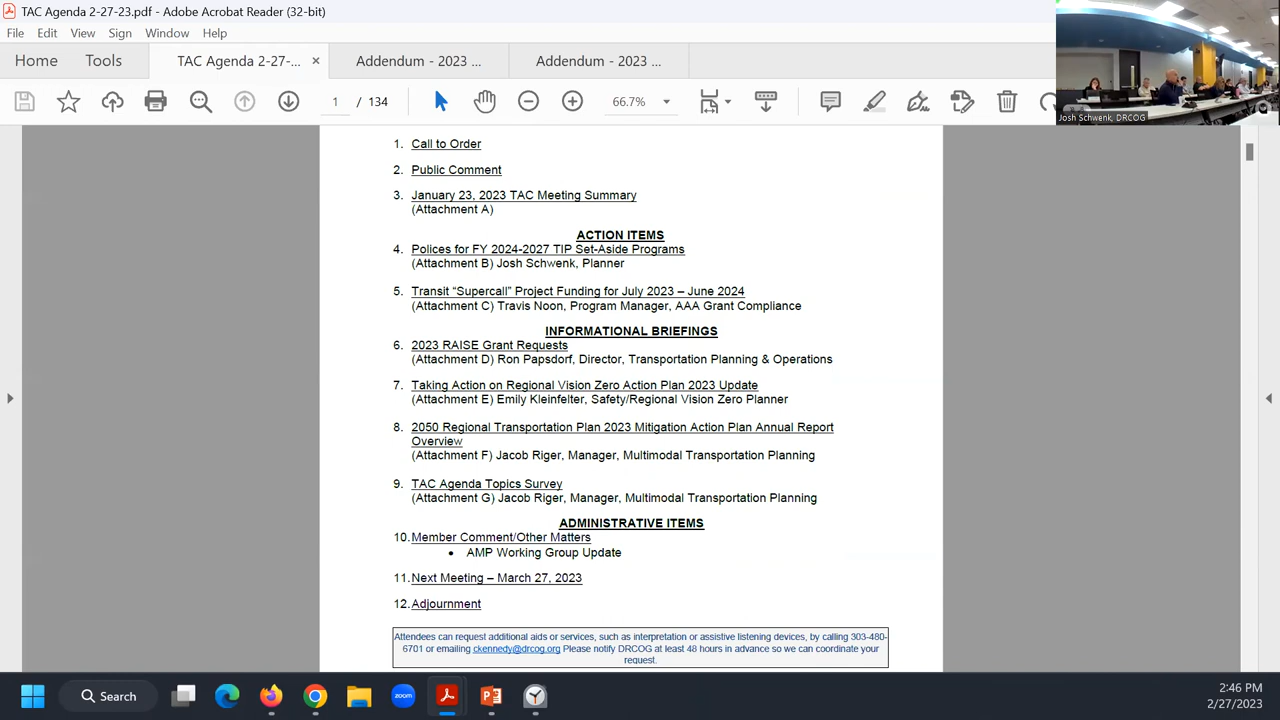 TAC Agenda 2-27-23.pdf - Adobe Acrobat Reader (32-bit)
File Edit View Sign Window Help
Home Tools TAC Agenda 2-27-... × Addendum - 2023 ... Addendum - 2023 ...
1 / 134 66.7%
Josh Schwenk, DRCOG
1. Call to Order
2. Public Comment
3. January 23, 2023 TAC Meeting Summary
(Attachment A)
ACTION ITEMS
4. Polices for FY 2024-2027 TIP Set-Aside Programs
(Attachment B) Josh Schwenk, Planner
5. Transit “Supercall” Project Funding for July 2023 – June 2024
(Attachment C) Travis Noon, Program Manager, AAA Grant Compliance
INFORMATIONAL BRIEFINGS
6. 2023 RAISE Grant Requests
(Attachment D) Ron Papsdorf, Director, Transportation Planning & Operations
7. Taking Action on Regional Vision Zero Action Plan 2023 Update
(Attachment E) Emily Kleinfelter, Safety/Regional Vision Zero Planner
8. 2050 Regional Transportation Plan 2023 Mitigation Action Plan Annual Report
Overview
(Attachment F) Jacob Riger, Manager, Multimodal Transportation Planning
9. TAC Agenda Topics Survey
(Attachment G) Jacob Riger, Manager, Multimodal Transportation Planning
ADMINISTRATIVE ITEMS
10. Member Comment/Other Matters
• AMP Working Group Update
11. Next Meeting – March 27, 2023
12. Adjournment
Attendees can request additional aids or services, such as interpretation or assistive listening devices, by calling 303-480-
6701 or emailing ckennedy@drcog.org Please notify DRCOG at least 48 hours in advance so we can coordinate your
request.
Search
zoom
2:46 PM
2/27/2023